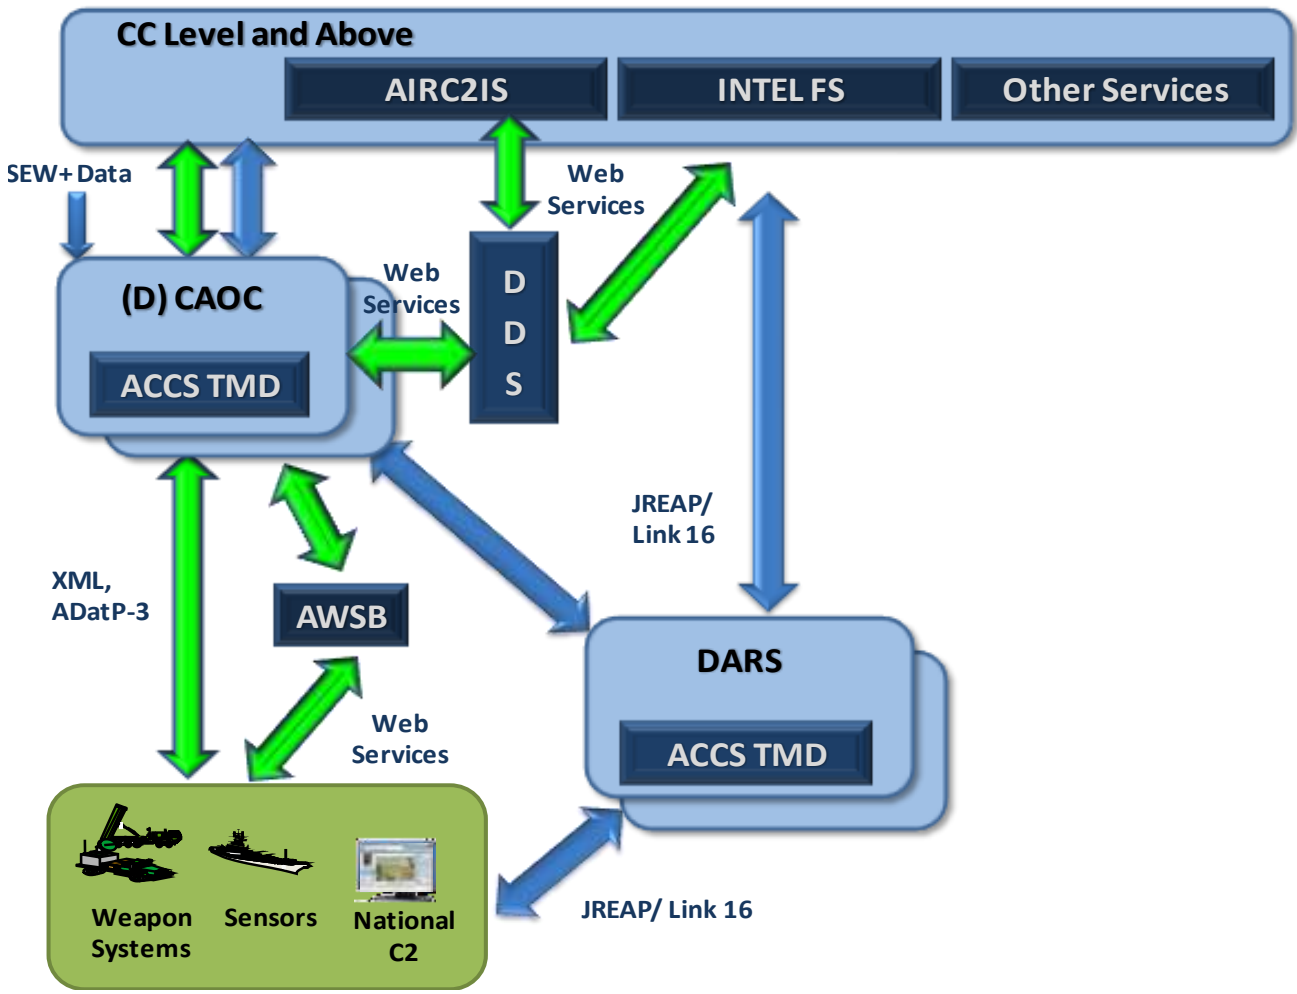 CC Level and Above
AIRC2IS
INTEL FS
Other Services
SEW+ Data
Web
Services
(D) CAOC
ACCS TMD
Web
Services
D
D
S
JREAP/
Link 16
XML,
ADatP-3
AWSB
Web
Services
DARS
ACCS TMD
Weapon
Systems
Sensors
National
C2
JREAP/ Link 16